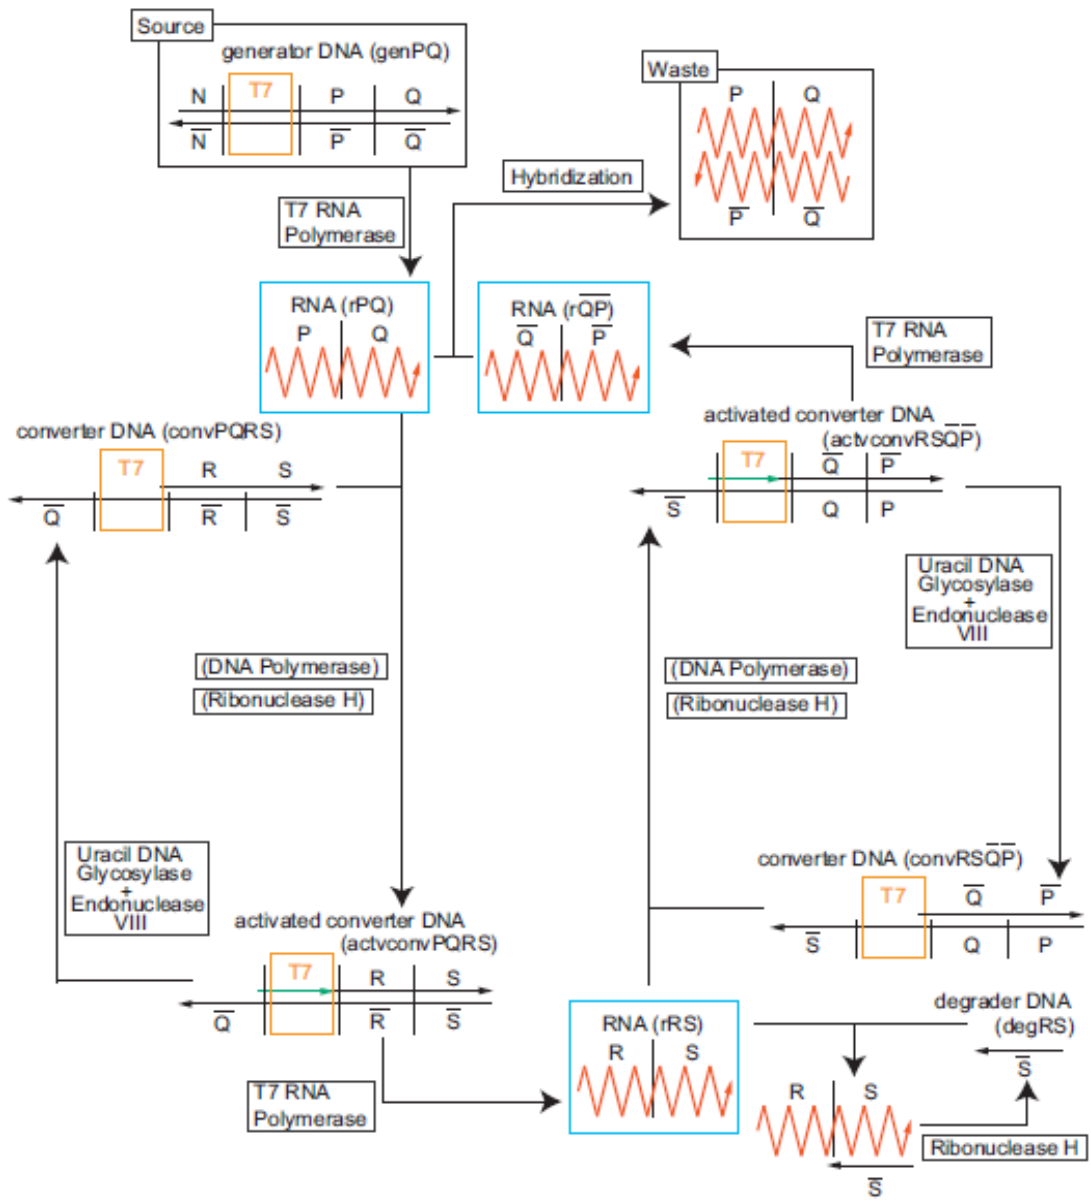 Source
generator DNA (genPQ)
N T7 P Q
N̅ P̅ Q̅
T7 RNA
Polymerase
Hybridization
Waste
P Q
P̅ Q̅
RNA (rPQ)
P Q
RNA (rQ̅P̅)
Q̅ P̅
T7 RNA
Polymerase
converter DNA (convPQRS)
T7 R S
Q̅ R̅ S̅
activated converter DNA
(actvconvRSQ̅P̅)
T7 Q̅ P̅
S̅ Q P
Uracil DNA
Glycosylase
+
Endonuclease
VIII
(DNA Polymerase)
(Ribonuclease H)
(DNA Polymerase)
(Ribonuclease H)
Uracil DNA
Glycosylase
+
Endonuclease
VIII
converter DNA (convRSQ̅P̅)
T7 Q̅ P̅
S̅ Q P
activated converter DNA
(actvconvPQRS)
T7 R S
Q̅ R̅ S̅
T7 RNA
Polymerase
RNA (rRS)
R S
degrader DNA
(degRS)
S̅
R S
S̅
Ribonuclease H